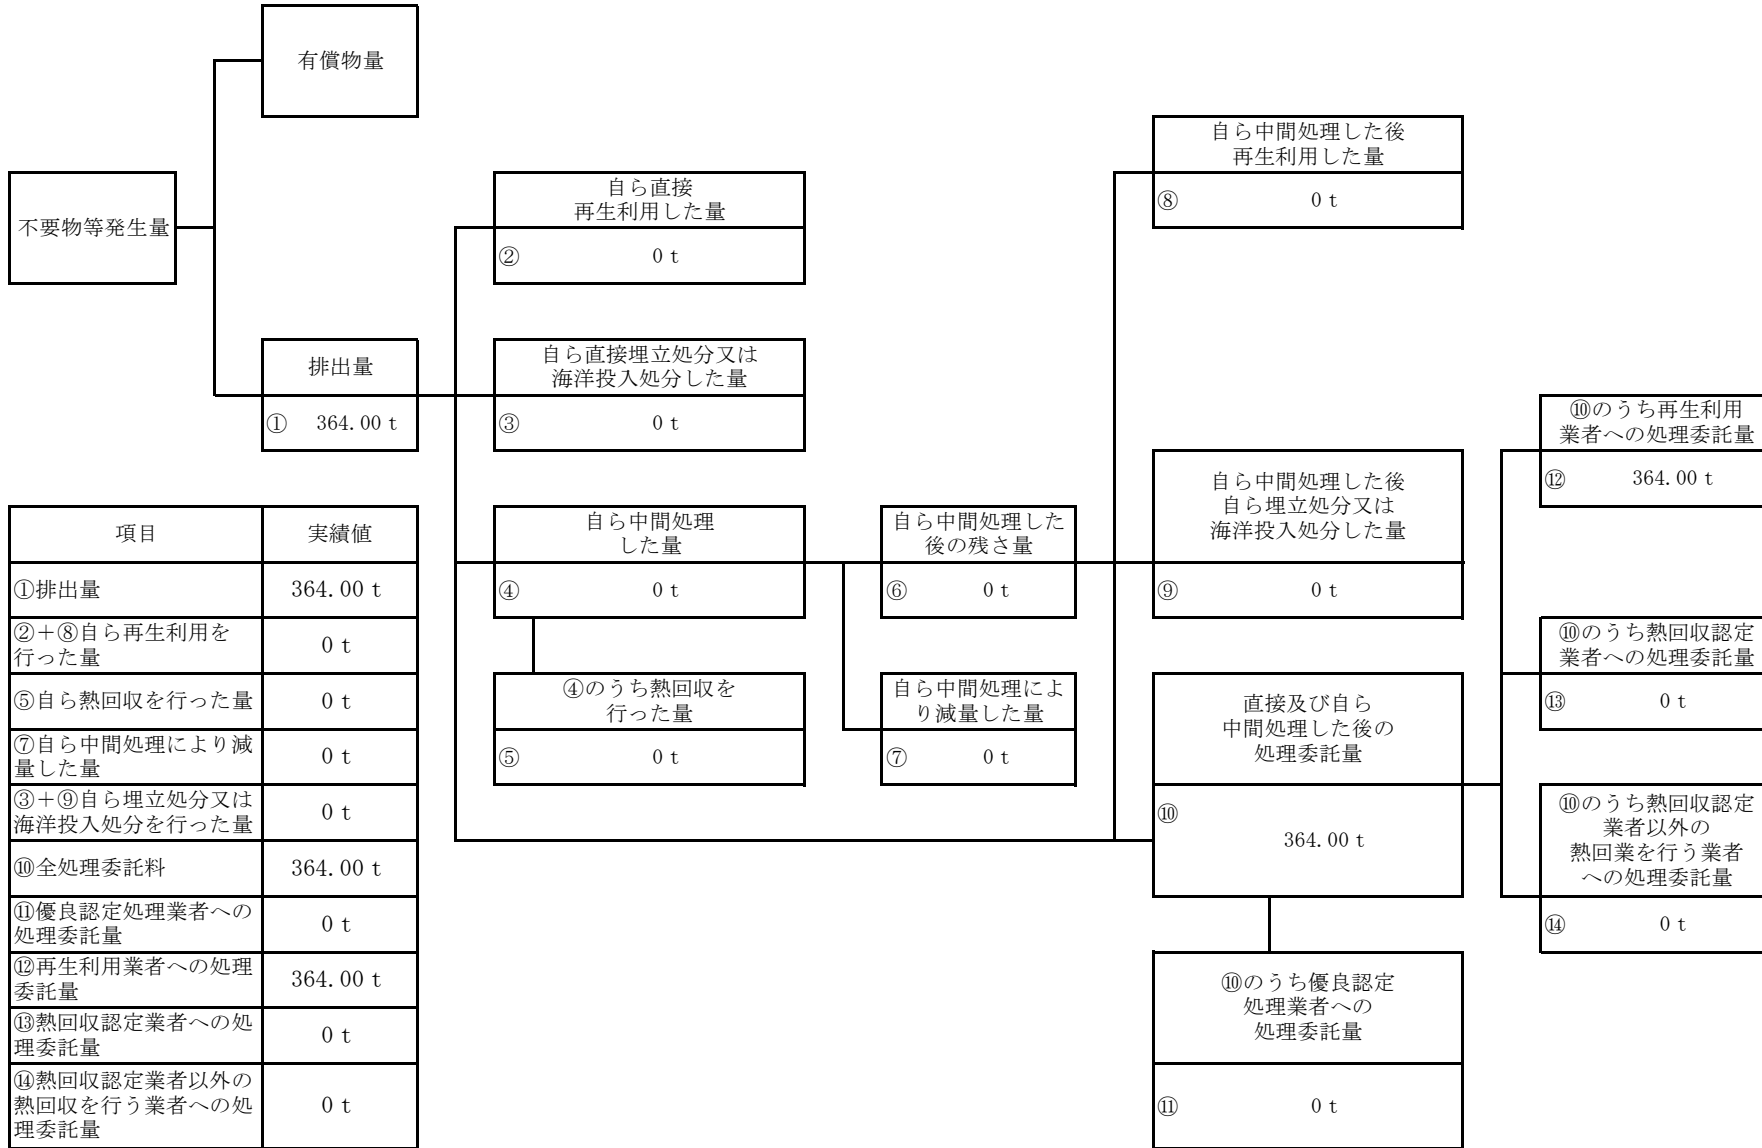 有償物量
不要物等発生量
排出量
① 364.00 t
自ら直接
再生利用した量
② 0 t
自ら直接埋立処分又は
海洋投入処分した量
③ 0 t
自ら中間処理
した量
④ 0 t
④のうち熱回収を
行った量
⑤ 0 t
自ら中間処理した
後の残さ量
⑥ 0 t
自ら中間処理によ
り減量した量
⑦ 0 t
自ら中間処理した後
再生利用した量
⑧ 0 t
自ら中間処理した後
自ら埋立処分又は
海洋投入処分した量
⑨ 0 t
直接及び自ら
中間処理した後の
処理委託量
⑩
364.00 t
⑩のうち優良認定
処理業者への
処理委託量
⑪ 0 t
⑩のうち再生利用
業者への処理委託量
⑫ 364.00 t
⑩のうち熱回収認定
業者への処理委託量
⑬ 0 t
⑩のうち熱回収認定
業者以外の
熱回業を行う業者
への処理委託量
⑭ 0 t
項目 実績値
①排出量 364.00 t
②+⑧自ら再生利用を
行った量 0 t
⑤自ら熱回収を行った量 0 t
⑦自ら中間処理により減
量した量 0 t
③+⑨自ら埋立処分又は
海洋投入処分を行った量 0 t
⑩全処理委託料 364.00 t
⑪優良認定処理業者への
処理委託量 0 t
⑫再生利用業者への処理
委託量 364.00 t
⑬熱回収認定業者への処
理委託量 0 t
⑭熱回収認定業者以外の
熱回収を行う業者への処
理委託量 0 t